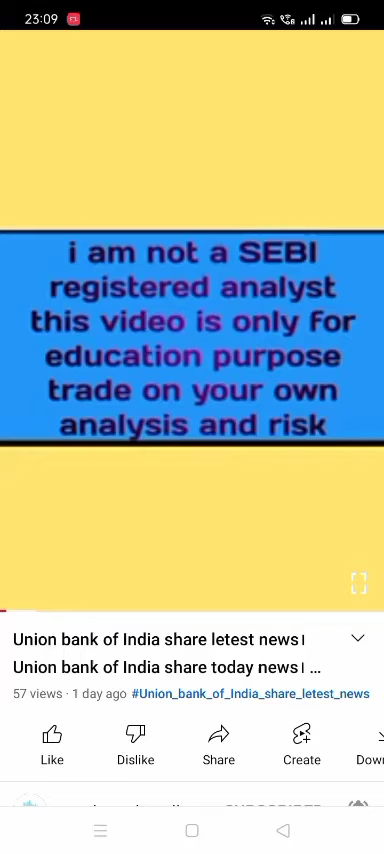 23:09
i am not a SEBI
registered analyst
this video is only for
education purpose
trade on your own
analysis and risk
Union bank of India share letest news।
Union bank of India share today news। ...
57 views · 1 day ago #Union_bank_of_India_share_letest_news
Like Dislike Share Create Dow